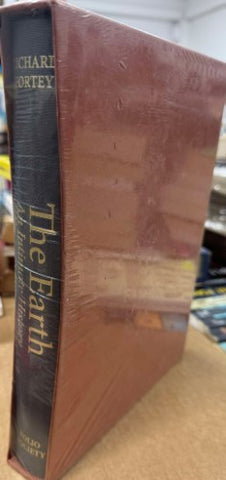 RICHARD
FORTEY
The Earth
An Intimate History
FOLIO
SOCIETY